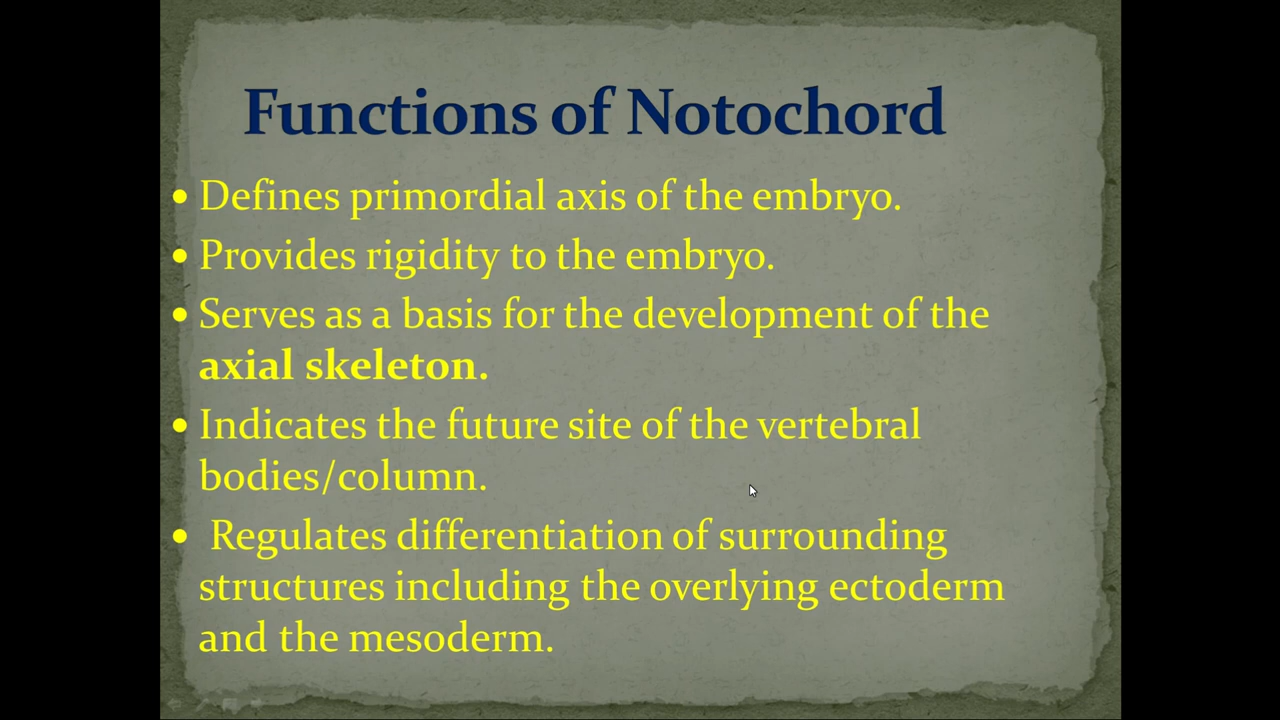 Functions of Notochord
• Defines primordial axis of the embryo.
• Provides rigidity to the embryo.
• Serves as a basis for the development of the
axial skeleton.
• Indicates the future site of the vertebral
bodies/column.
• Regulates differentiation of surrounding
structures including the overlying ectoderm
and the mesoderm.